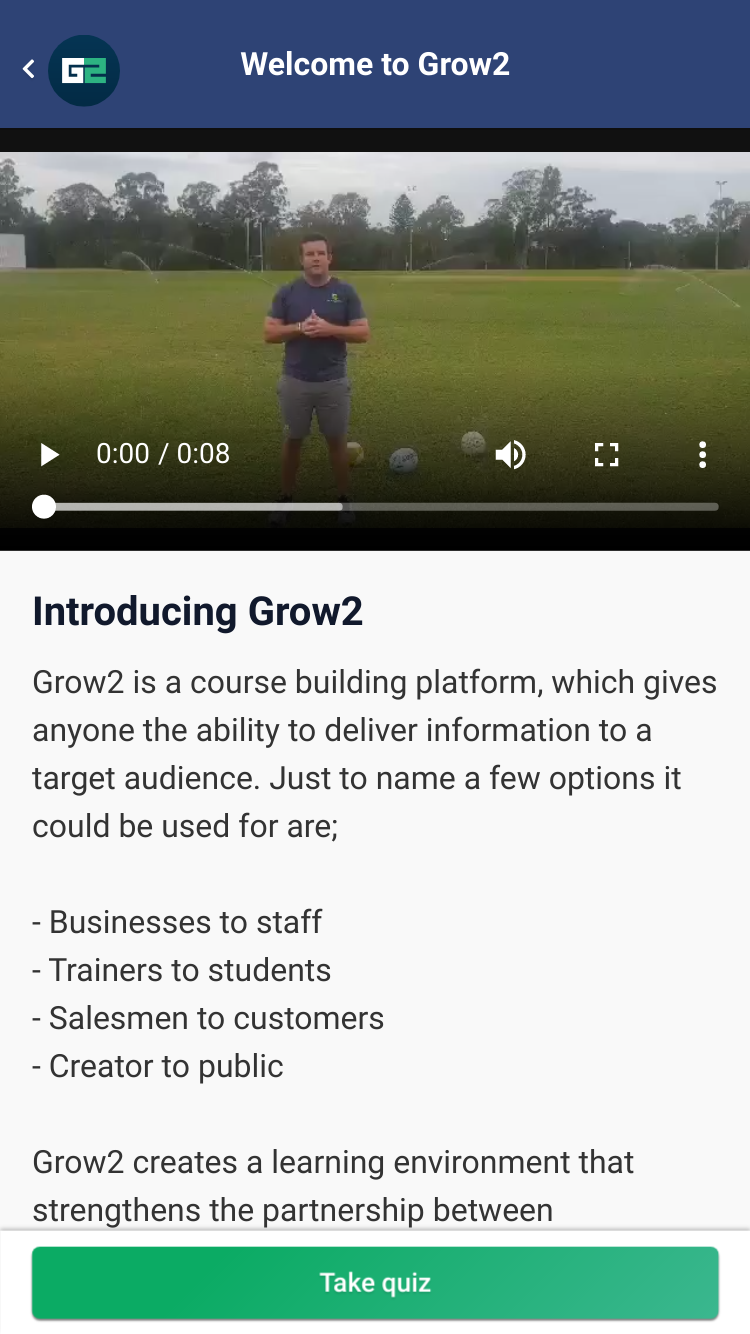 G2
Welcome to Grow2
0:00 / 0:08
Introducing Grow2
Grow2 is a course building platform, which gives
anyone the ability to deliver information to a
target audience. Just to name a few options it
could be used for are;
- Businesses to staff
- Trainers to students
- Salesmen to customers
- Creator to public
Grow2 creates a learning environment that
strengthens the partnership between
Take quiz